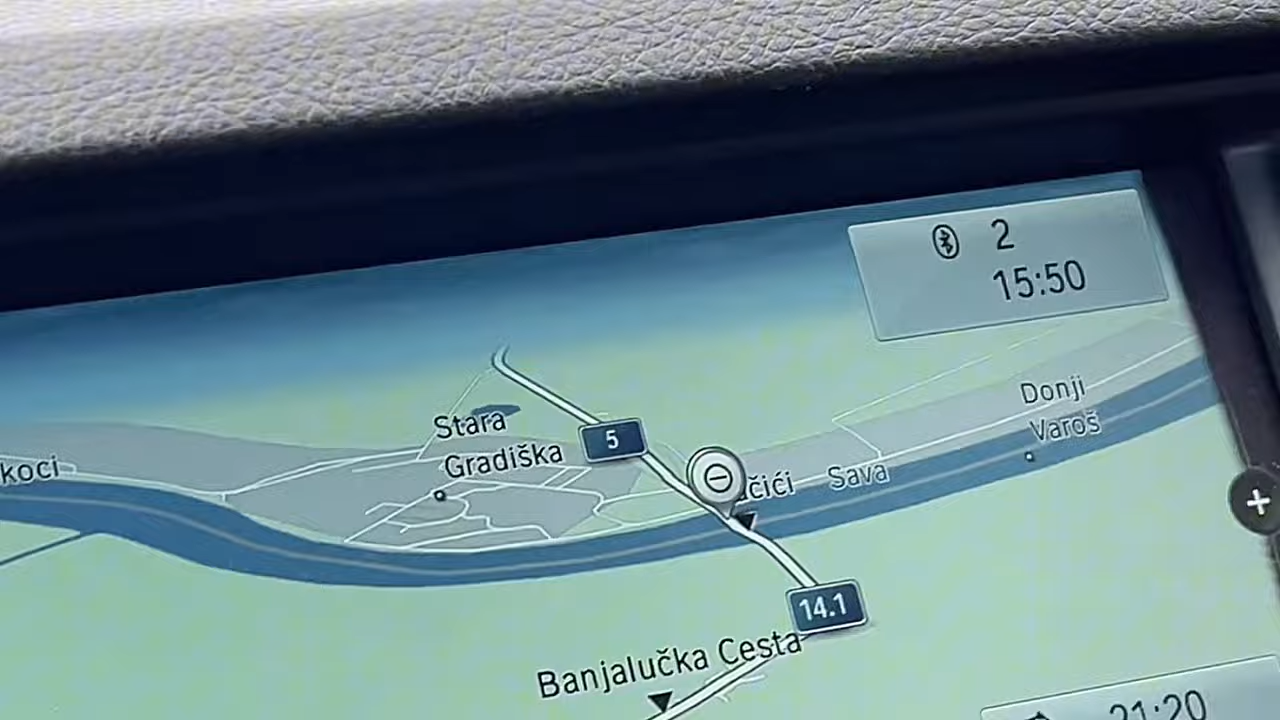 2
15:50
Donji
Varoš
Stara
Gradiška
5
koci
čići
Sava
14.1
Banjalučka Cesta
21:20